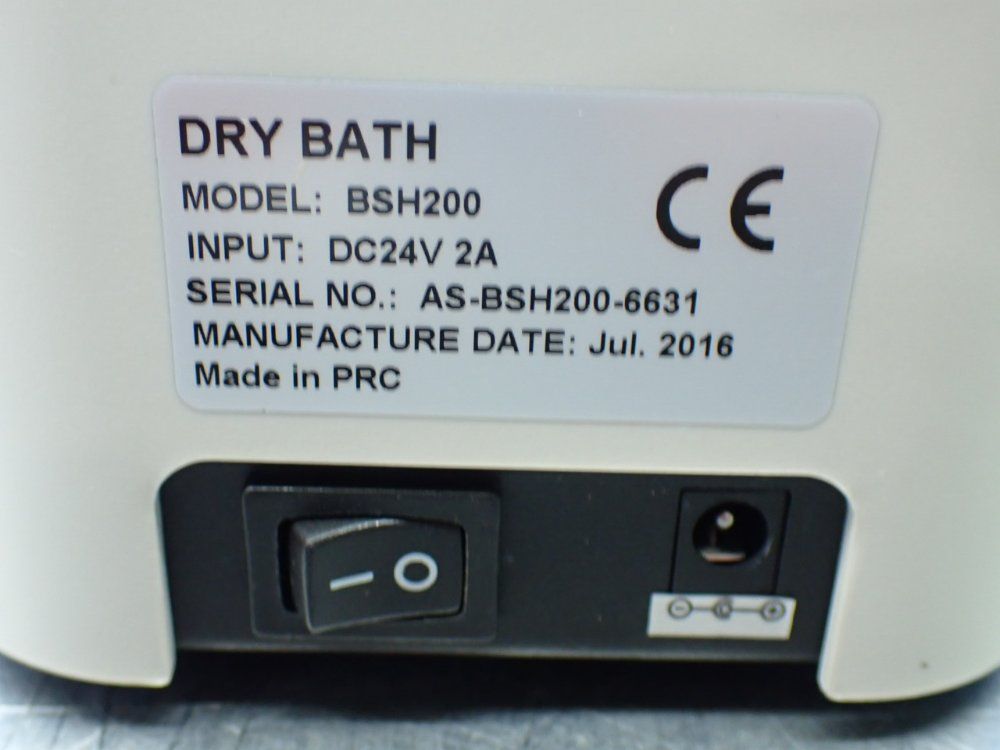 DRY BATH
MODEL: BSH200
INPUT: DC24V 2A
SERIAL NO.: AS-BSH200-6631
MANUFACTURE DATE: Jul. 2016
Made in PRC
CE
I O
- +